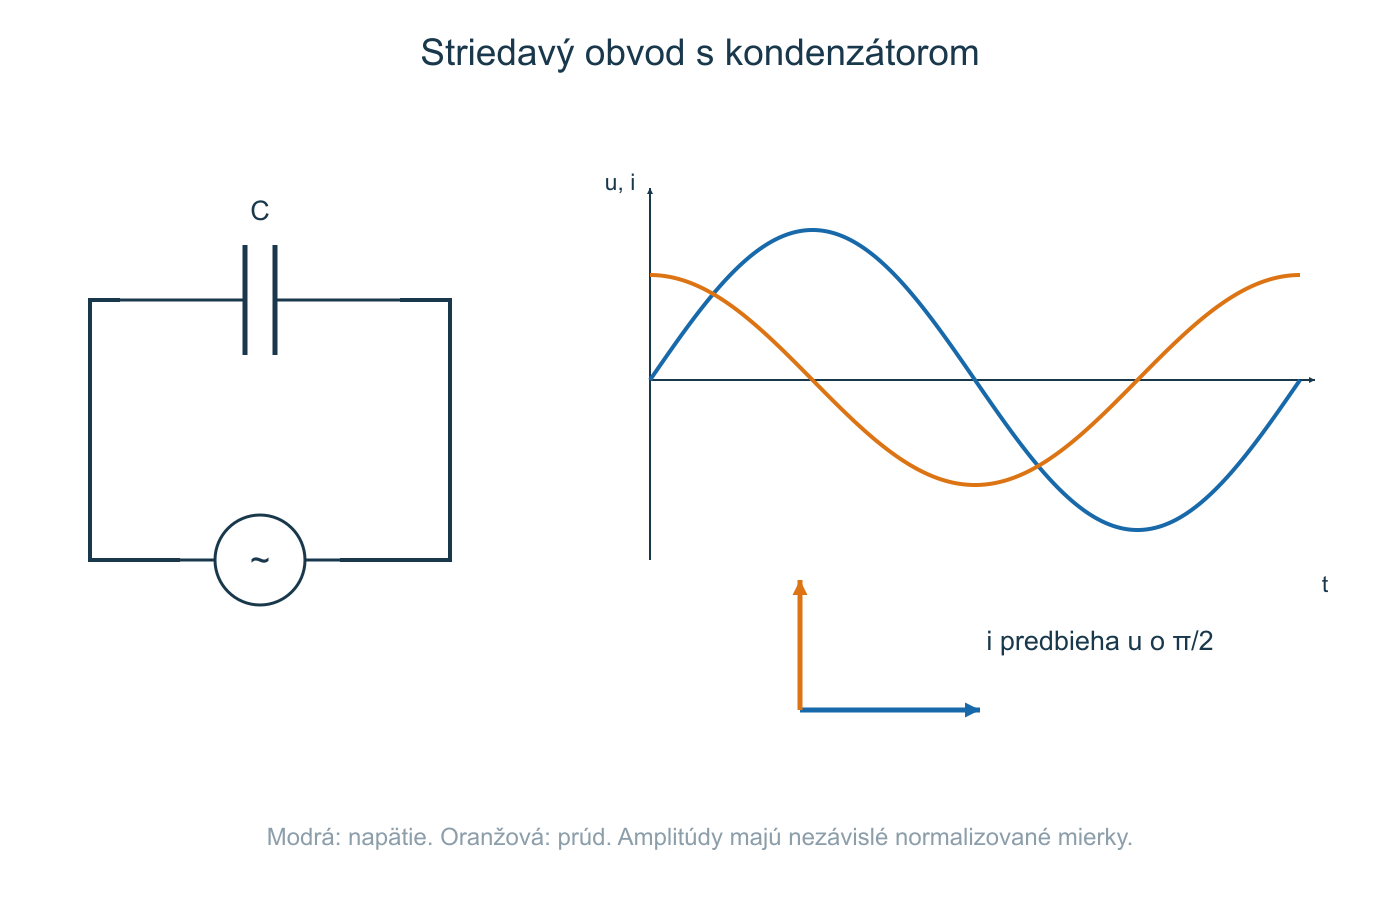 Striedavý obvod s kondenzátorom
u, i
C
~
t
i predbieha u o π/2
Modrá: napätie. Oranžová: prúd. Amplitúdy majú nezávislé normalizované mierky.